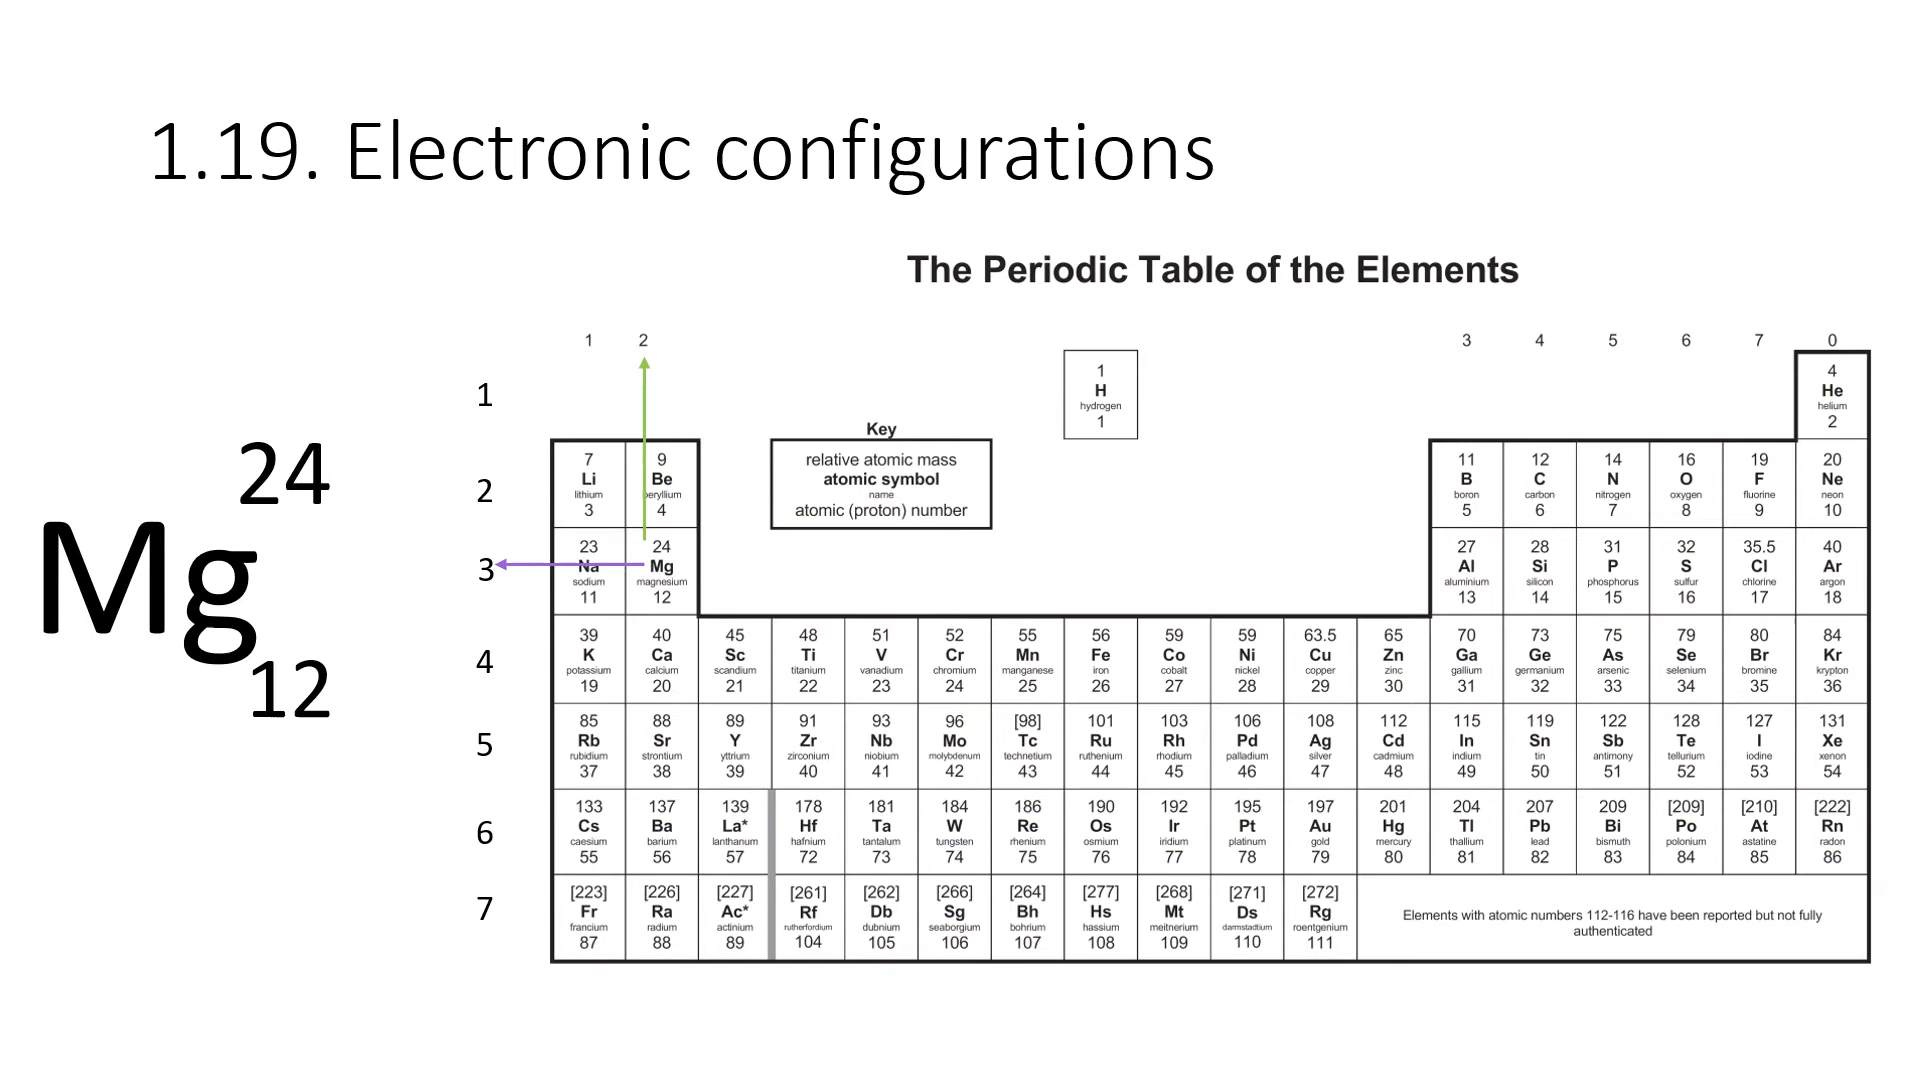 1.19. Electronic configurations
The Periodic Table of the Elements
1 2 3 4 5 6 7 0
1
1
H
hydrogen
1
4
He
helium
2
Key
relative atomic mass
atomic symbol
name
atomic (proton) number
24
Mg
12
2
7 9 11 12 14 16 19 20
Li Be B C N O F Ne
lithium beryllium boron carbon nitrogen oxygen fluorine neon
3 4 5 6 7 8 9 10
3
23 24 27 28 31 32 35.5 40
Na Mg Al Si P S Cl Ar
sodium magnesium aluminium silicon phosphorus sulfur chlorine argon
11 12 13 14 15 16 17 18
4
39 40 45 48 51 52 55 56 59 59 63.5 65 70 73 75 79 80 84
K Ca Sc Ti V Cr Mn Fe Co Ni Cu Zn Ga Ge As Se Br Kr
potassium calcium scandium titanium vanadium chromium manganese iron cobalt nickel copper zinc gallium germanium arsenic selenium bromine krypton
19 20 21 22 23 24 25 26 27 28 29 30 31 32 33 34 35 36
5
85 88 89 91 93 96 [98] 101 103 106 108 112 115 119 122 128 127 131
Rb Sr Y Zr Nb Mo Tc Ru Rh Pd Ag Cd In Sn Sb Te I Xe
rubidium strontium yttrium zirconium niobium molybdenum technetium ruthenium rhodium palladium silver cadmium indium tin antimony tellurium iodine xenon
37 38 39 40 41 42 43 44 45 46 47 48 49 50 51 52 53 54
6
133 137 139 178 181 184 186 190 192 195 197 201 204 207 209 [209] [210] [222]
Cs Ba La* Hf Ta W Re Os Ir Pt Au Hg Tl Pb Bi Po At Rn
caesium barium lanthanum hafnium tantalum tungsten rhenium osmium iridium platinum gold mercury thallium lead bismuth polonium astatine radon
55 56 57 72 73 74 75 76 77 78 79 80 81 82 83 84 85 86
7
[223] [226] [227] [261] [262] [266] [264] [277] [268] [271] [272]
Fr Ra Ac* Rf Db Sg Bh Hs Mt Ds Rg
francium radium actinium rutherfordium dubnium seaborgium bohrium hassium meitnerium darmstadtium roentgenium
87 88 89 104 105 106 107 108 109 110 111
Elements with atomic numbers 112-116 have been reported but not fully
authenticated